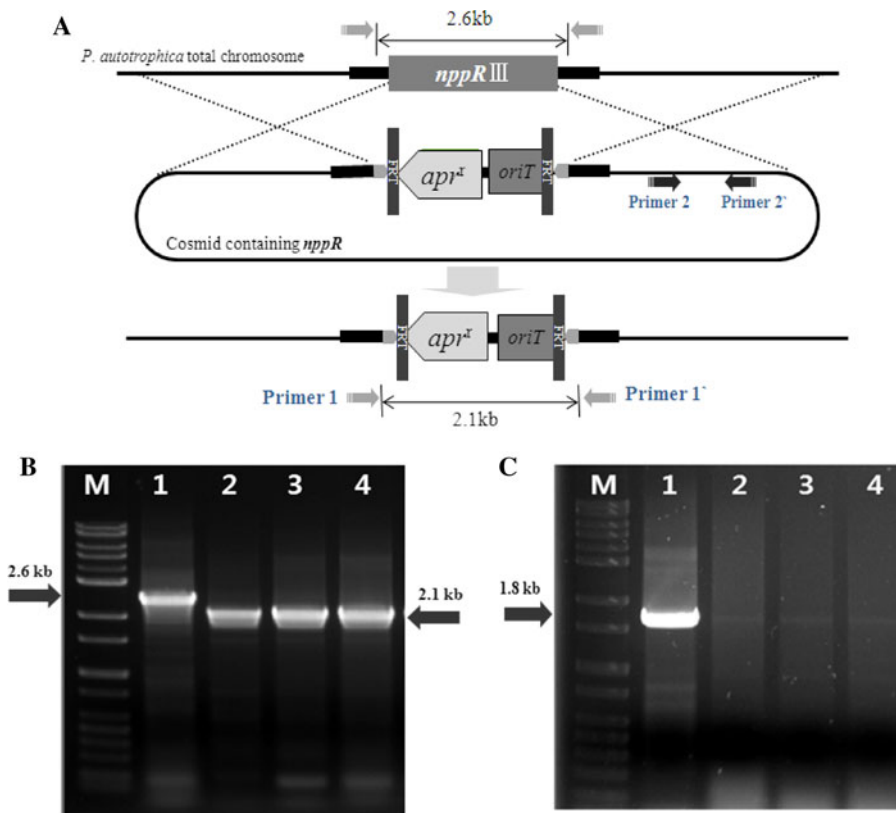 A
2.6kb
P. autotrophica total chromosome
nppR III
FRT apr^r oriT FRT
Primer 2 Primer 2`
Cosmid containing nppR
FRT apr^r oriT FRT
Primer 1 Primer 1`
2.1kb
B
M 1 2 3 4
2.6 kb
2.1 kb
C
M 1 2 3 4
1.8 kb